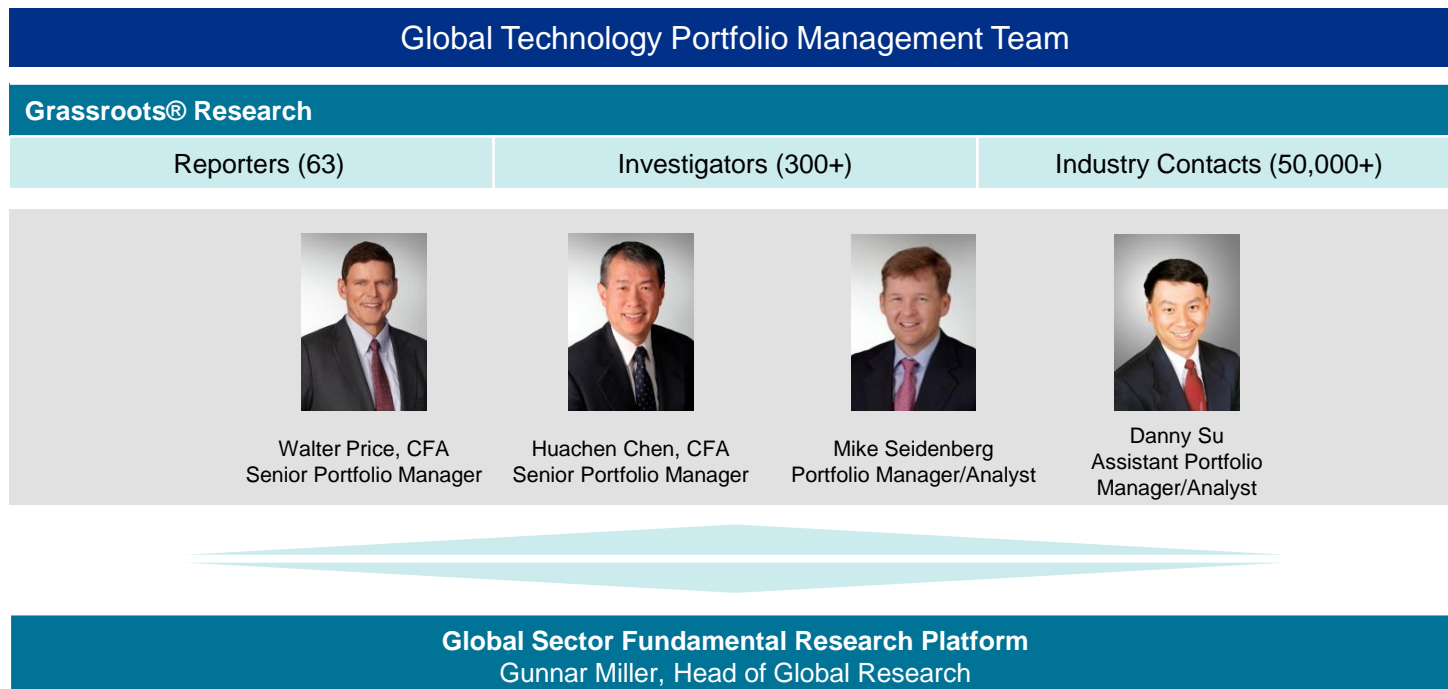 Global Technology Portfolio Management Team
Grassroots® Research
Reporters (63)
Investigators (300+)
Industry Contacts (50,000+)
Walter Price, CFA
Senior Portfolio Manager
Huachen Chen, CFA
Senior Portfolio Manager
Mike Seidenberg
Portfolio Manager/Analyst
Danny Su
Assistant Portfolio
Manager/Analyst
Global Sector Fundamental Research Platform
Gunnar Miller, Head of Global Research